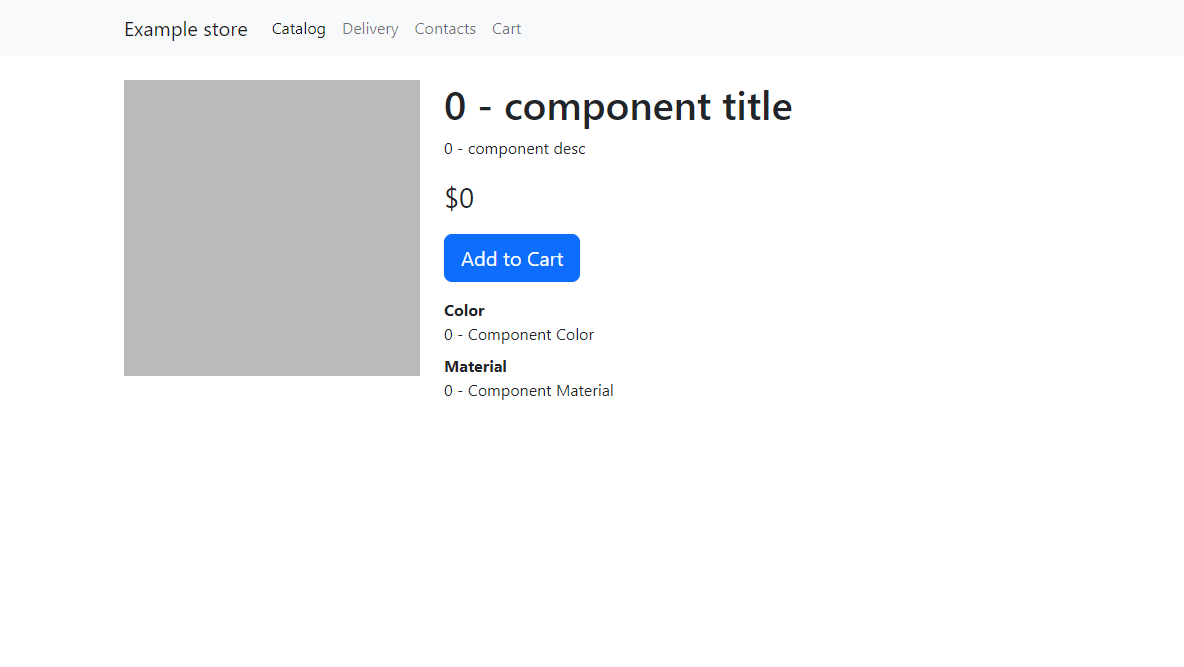 Example store Catalog Delivery Contacts Cart
0 - component title
0 - component desc
$0
Add to Cart
Color
0 - Component Color
Material
0 - Component Material